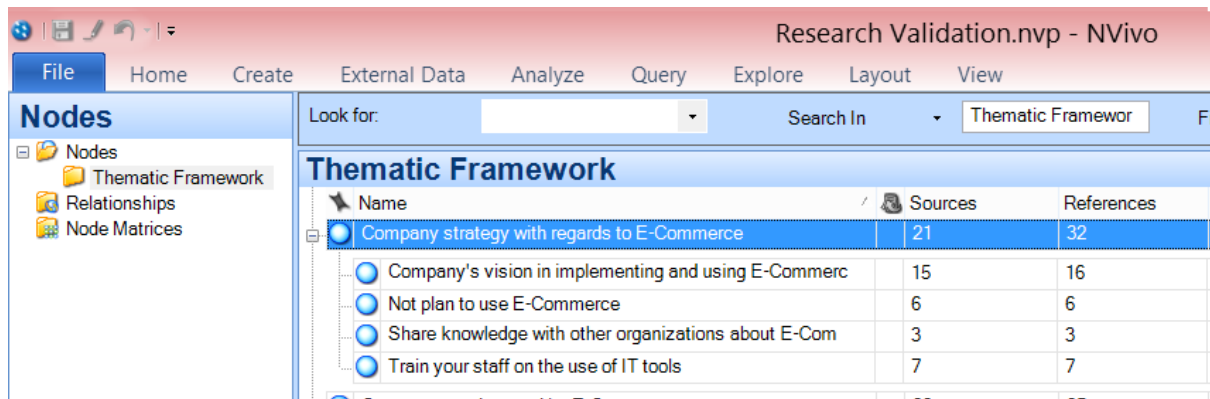 Research Validation.nvp - NVivo
File Home Create External Data Analyze Query Explore Layout View
Nodes
Look for: Search In Thematic Framewor F
Nodes
Thematic Framework
Relationships
Node Matrices
Thematic Framework
Name Sources References
Company strategy with regards to E-Commerce 21 32
Company's vision in implementing and using E-Commerc 15 16
Not plan to use E-Commerce 6 6
Share knowledge with other organizations about E-Com 3 3
Train your staff on the use of IT tools 7 7